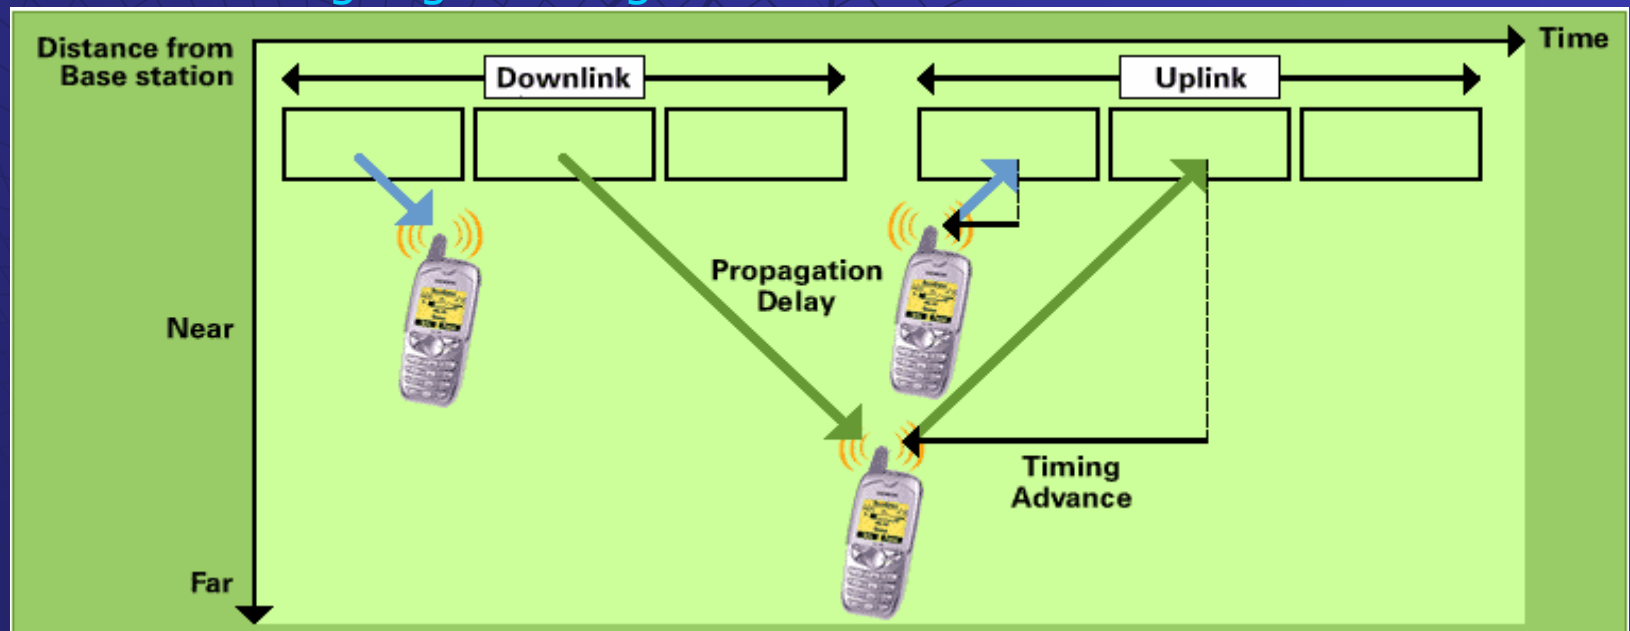 Distance from
Base station
Time
Downlink
Uplink
Propagation
Delay
Near
Timing
Advance
Far